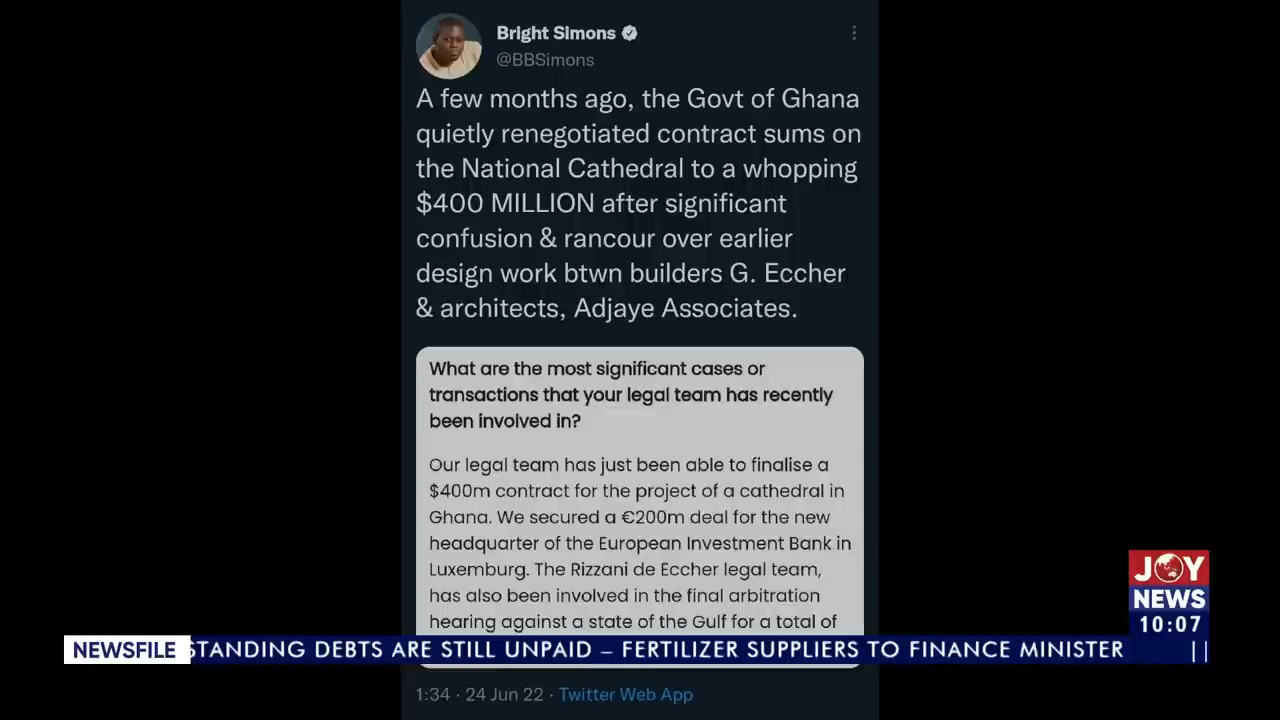 Bright Simons
@BBSimons
A few months ago, the Govt of Ghana
quietly renegotiated contract sums on
the National Cathedral to a whopping
$400 MILLION after significant
confusion & rancour over earlier
design work btwn builders G. Eccher
& architects, Adjaye Associates.
What are the most significant cases or
transactions that your legal team has recently
been involved in?
Our legal team has just been able to finalise a
$400m contract for the project of a cathedral in
Ghana. We secured a €200m deal for the new
headquarter of the European Investment Bank in
Luxemburg. The Rizzani de Eccher legal team,
has also been involved in the final arbitration
hearing against a state of the Gulf for a total of
JOY
NEWS
10:07
NEWSFILE STANDING DEBTS ARE STILL UNPAID – FERTILIZER SUPPLIERS TO FINANCE MINISTER ||
1:34 · 24 Jun 22 · Twitter Web App